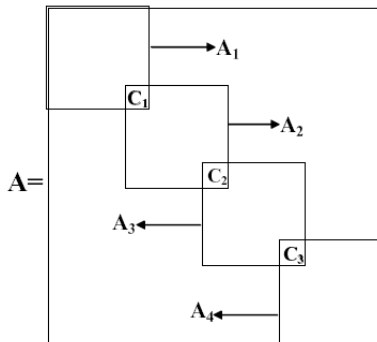 A₁
C₁
A₂
C₂
A=
A₃
C₃
A₄